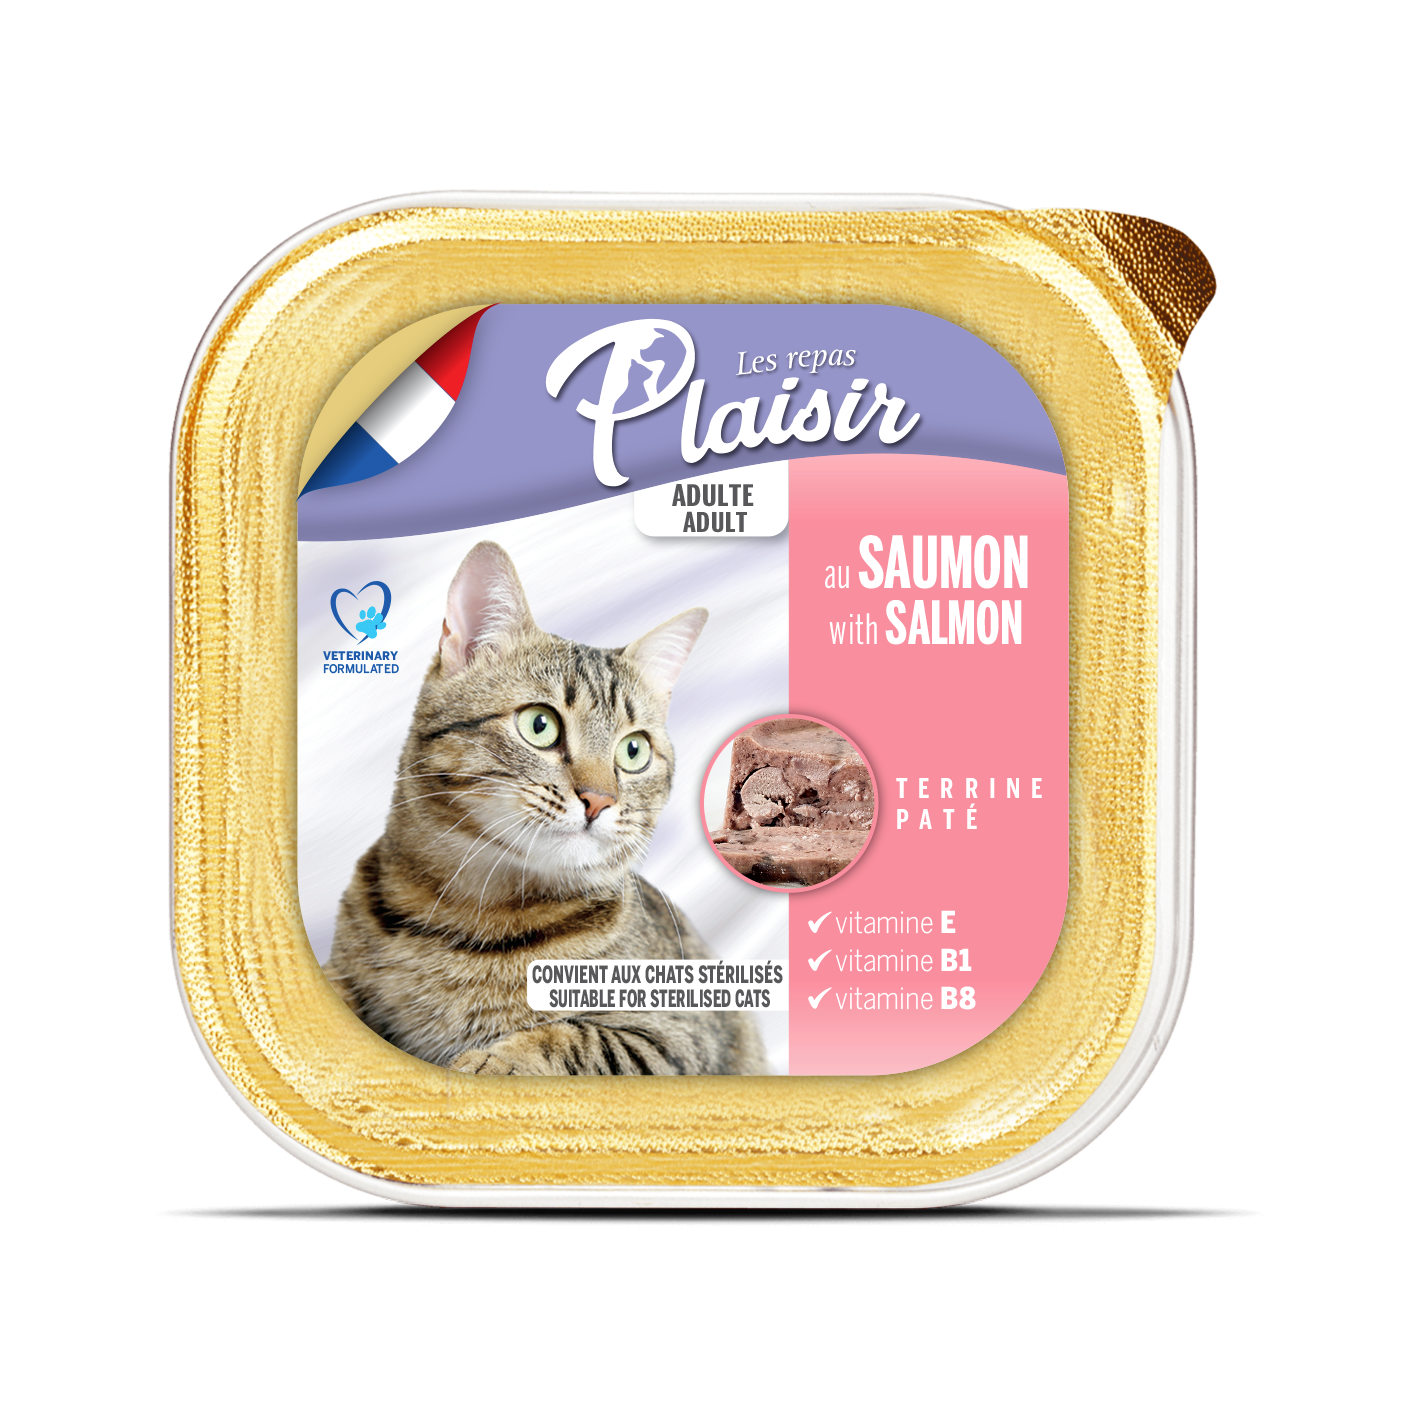 Les repas
Plaisir
ADULTE
ADULT
au SAUMON
with SALMON
VETERINARY
FORMULATED
TERRINE
PATÉ
✓ vitamine E
✓ vitamine B1
✓ vitamine B8
CONVIENT AUX CHATS STÉRILISÉS
SUITABLE FOR STERILISED CATS